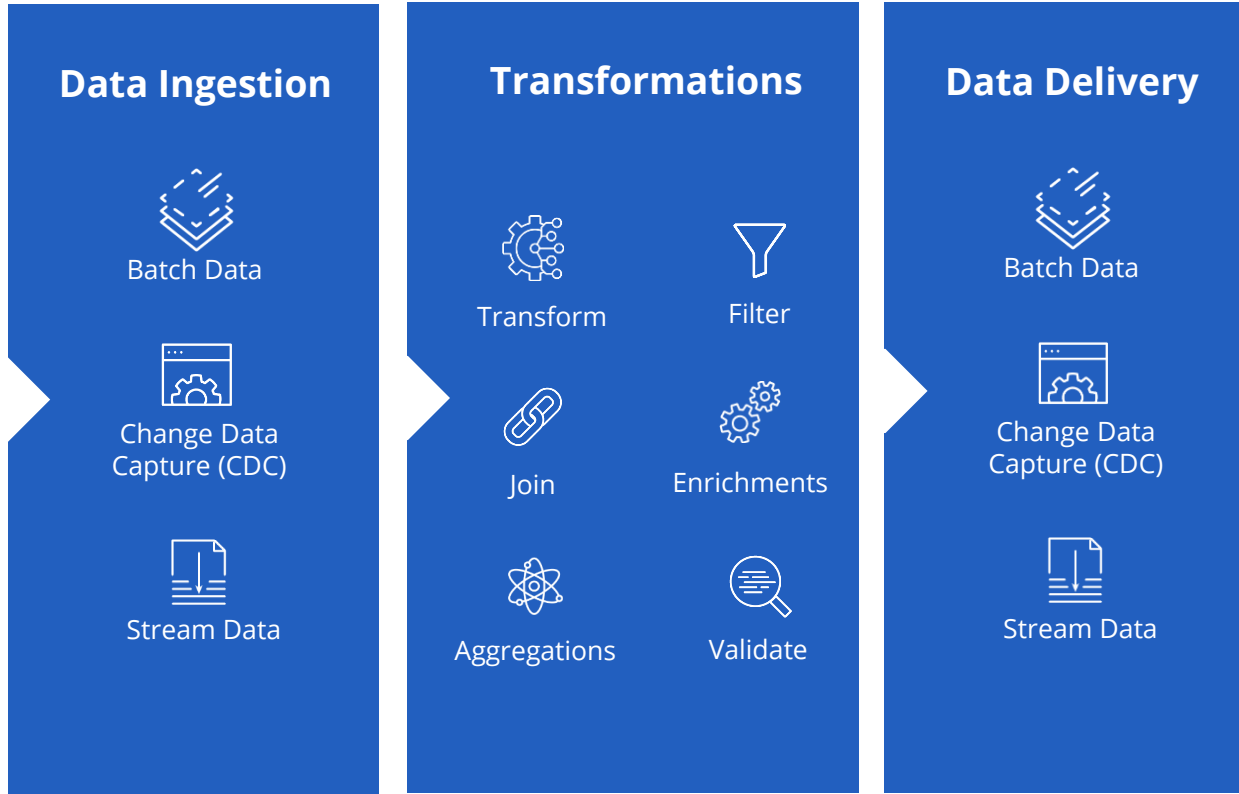 Data Ingestion
Batch Data
Change Data
Capture (CDC)
Stream Data
Transformations
Transform
Filter
Join
Enrichments
Aggregations
Validate
Data Delivery
Batch Data
Change Data
Capture (CDC)
Stream Data